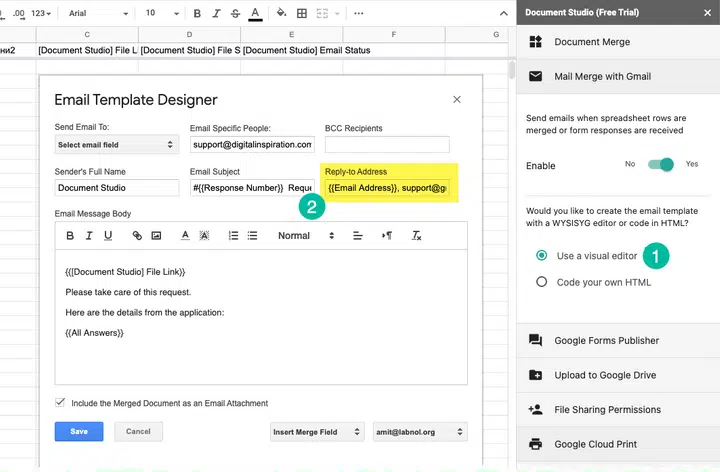 .00 123 Arial 10 B I S A
Document Studio (Free Trial)
C D E F G
ни2 [Document Studio] File Li [Document Studio] File S [Document Studio] Email Status
Document Merge
Mail Merge with Gmail
Send emails when spreadsheet rows are
merged or form responses are received
Enable No Yes
Would you like to create the email template
with a WYSISYG editor or code in HTML?
Use a visual editor 1
Code your own HTML
Google Forms Publisher
Upload to Google Drive
File Sharing Permissions
Google Cloud Print
Email Template Designer
Send Email To: Email Specific People: BCC Recipients
Select email field support@digitalinspiration.com
Sender's Full Name Email Subject Reply-to Address
Document Studio #{{Response Number}} Reque {{Email Address}}, support@g
2
Email Message Body
B I U A A Normal
{{[Document Studio] File Link}}
Please take care of this request.
Here are the details from the application:
{{All Answers}}
Include the Merged Document as an Email Attachment
Save Cancel Insert Merge Field amit@labnol.org